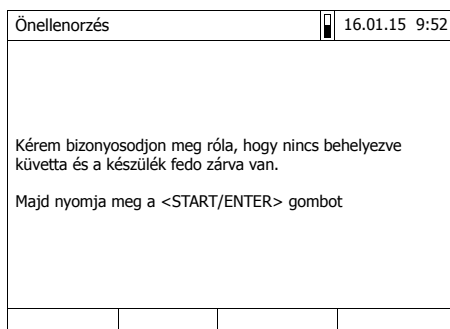 Önellenorzés 16.01.15 9:52
Kérem bizonyosodjon meg róla, hogy nincs behelyezve
küvetta és a készülék fedo zárva van.
Majd nyomja meg a <START/ENTER> gombot